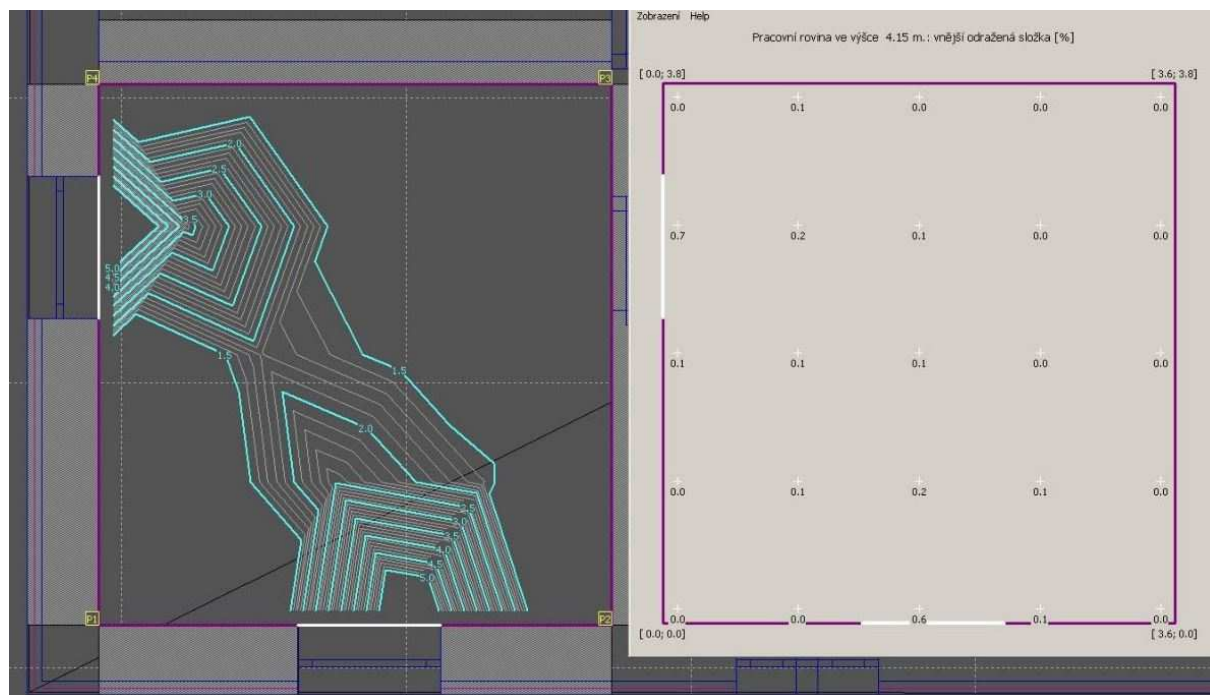 Zobrazení Help
Pracovní rovina ve výšce 4.15 m.: vnější odražená složka [%]
[ 0.0; 3.8] [ 3.6; 3.8]
0.0 0.1 0.0 0.0 0.0
0.7 0.2 0.1 0.0 0.0
0.1 0.1 0.1 0.0 0.0
0.0 0.1 0.2 0.1 0.0
0.0 0.0 0.6 0.1 0.0
[ 0.0; 0.0] [ 3.6; 0.0]
P4 P3
2.0
2.5
3.0
3.5
5.0
4.5
4.0
1.5
1.5
2.0
2.5
3.0
3.5
4.0
4.5
5.0
P1 P2